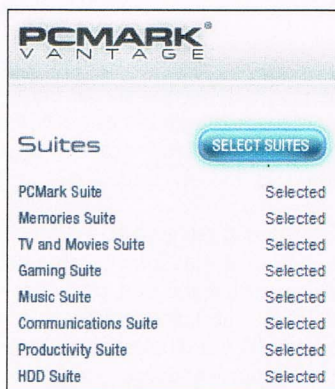 PCMARK®
VANTAGE
Suites SELECT SUITES
PCMark Suite Selected
Memories Suite Selected
TV and Movies Suite Selected
Gaming Suite Selected
Music Suite Selected
Communications Suite Selected
Productivity Suite Selected
HDD Suite Selected